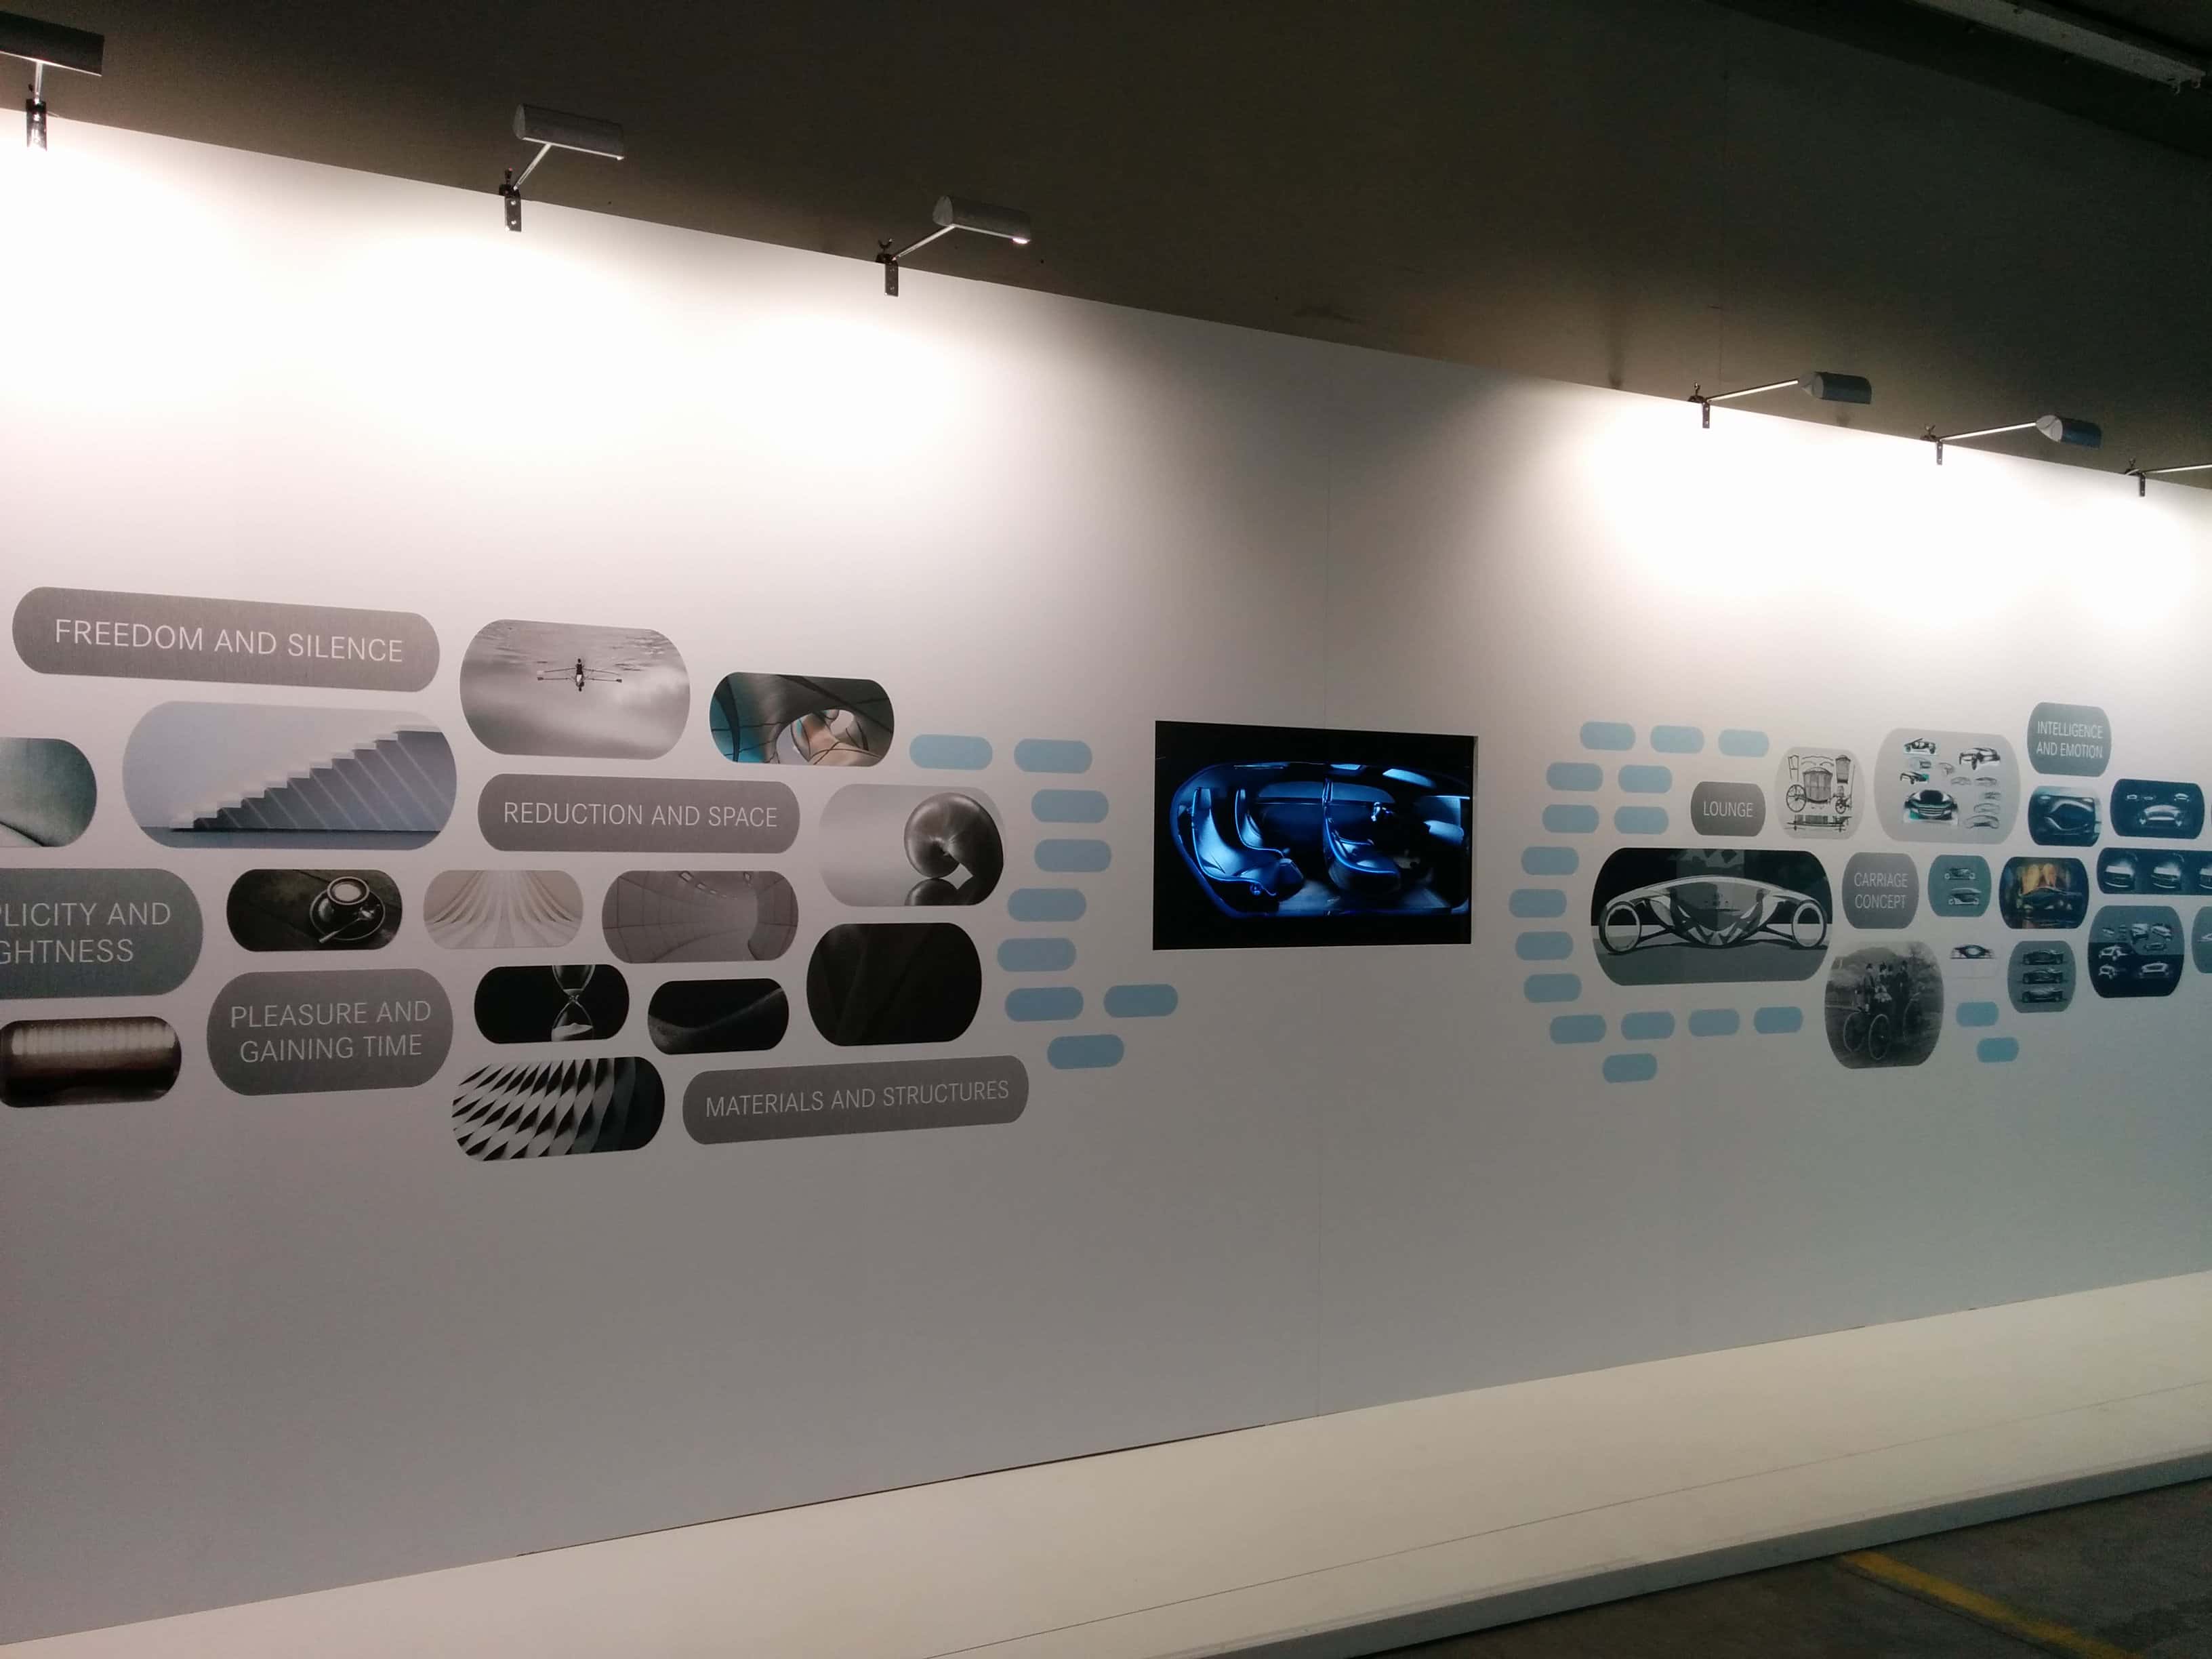 FREEDOM AND SILENCE
REDUCTION AND SPACE
PLICITY AND
GHTNESS
PLEASURE AND
GAINING TIME
MATERIALS AND STRUCTURES
LOUNGE
CARRIAGE
CONCEPT
INTELLIGENCE
AND EMOTION